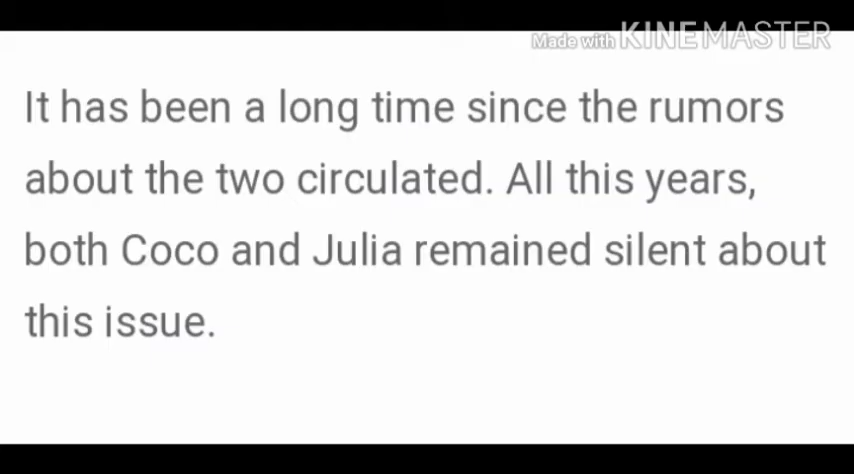 Made with KINEMASTER
It has been a long time since the rumors
about the two circulated. All this years,
both Coco and Julia remained silent about
this issue.